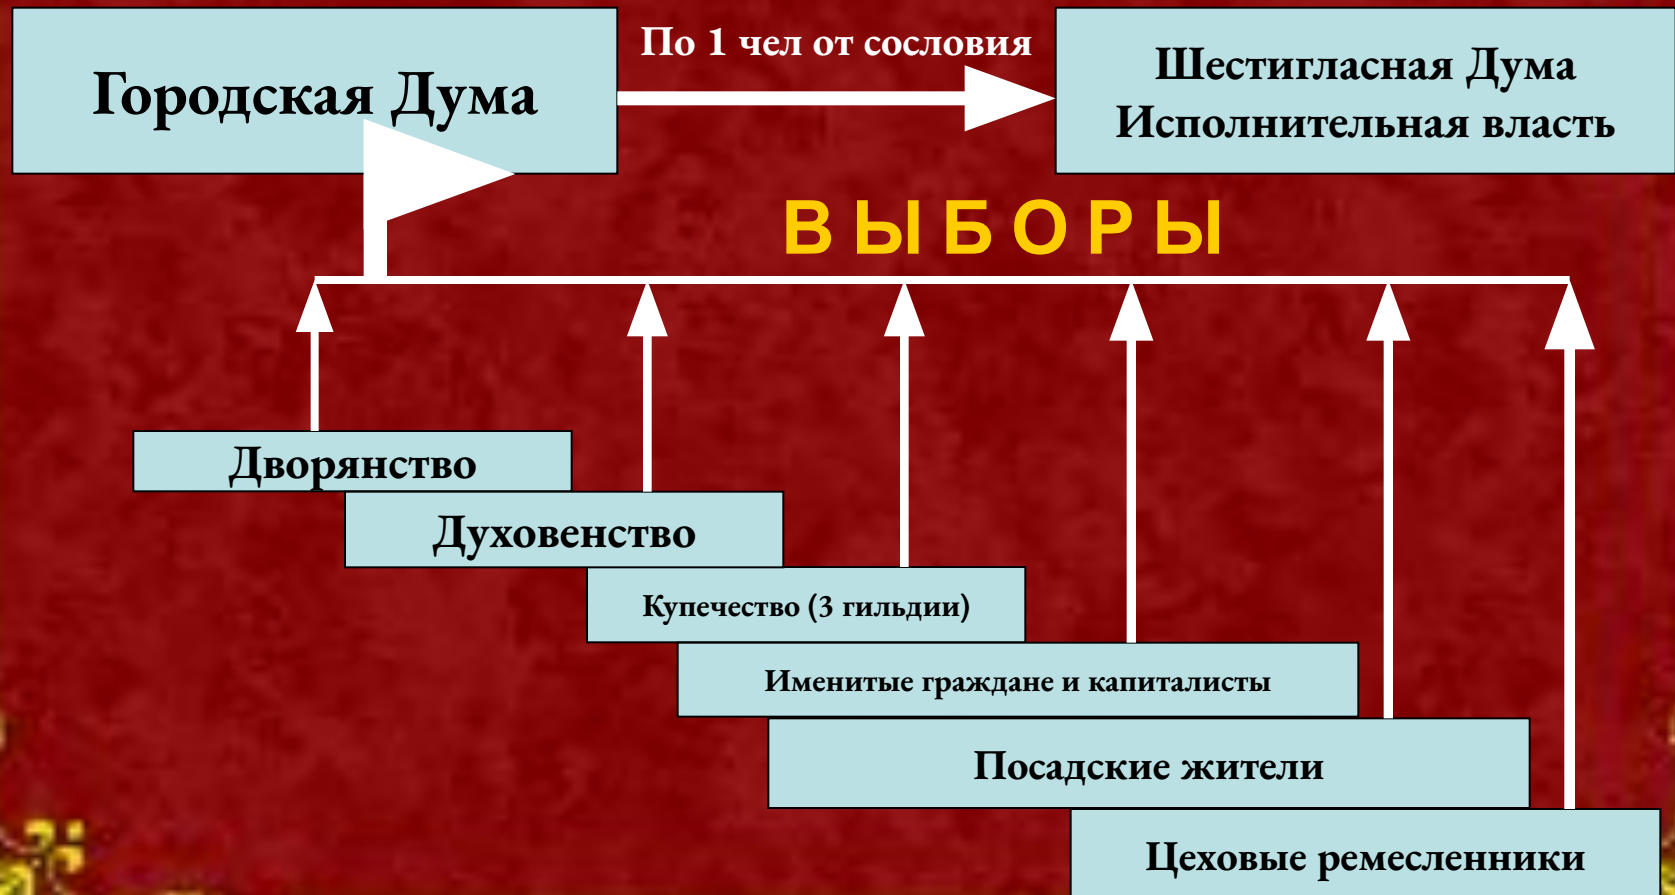 Городская Дума
По 1 чел от сословия
Шестигласная Дума
Исполнительная власть
ВЫБОРЫ
Дворянство
Духовенство
Купечество (3 гильдии)
Именитые граждане и капиталисты
Посадские жители
Цеховые ремесленники